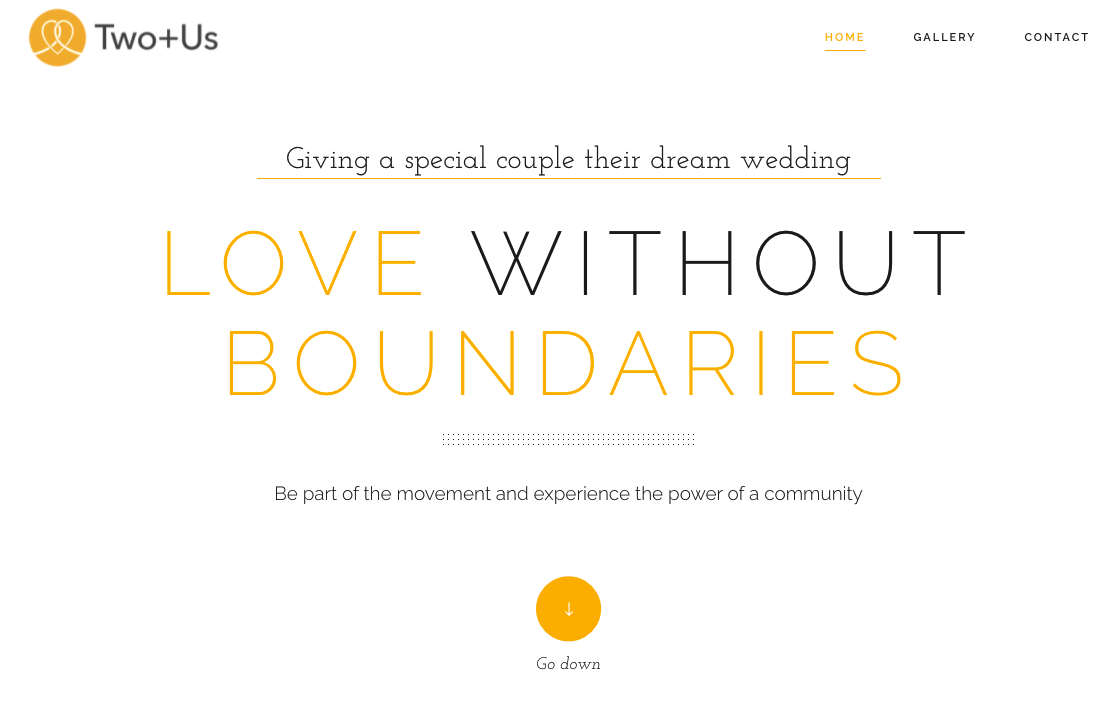 Two+Us
HOME GALLERY CONTACT
Giving a special couple their dream wedding
LOVE WITHOUT
BOUNDARIES
Be part of the movement and experience the power of a community
↓
Go down